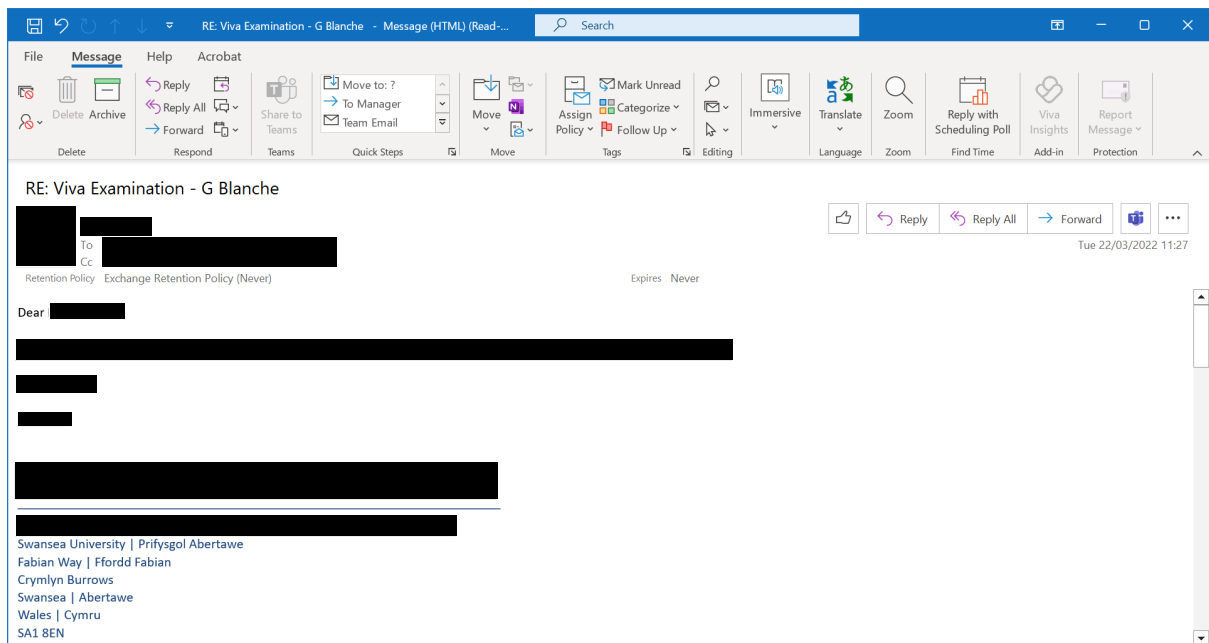 RE: Viva Examination - G Blanche - Message (HTML) (Read-...
Search
File Message Help Acrobat
Delete Archive
Reply
Reply All
Forward
Share to Teams
Move to: ?
To Manager
Team Email
Move
Assign Policy
Mark Unread
Categorize
Follow Up
Immersive
Translate
Zoom
Reply with Scheduling Poll
Viva Insights
Report Message
Delete Respond Teams Quick Steps Move Tags Editing Language Zoom Find Time Add-in Protection
RE: Viva Examination - G Blanche
Reply Reply All Forward
To
Cc
Tue 22/03/2022 11:27
Retention Policy Exchange Retention Policy (Never) Expires Never
Dear
Swansea University | Prifysgol Abertawe
Fabian Way | Ffordd Fabian
Crymlyn Burrows
Swansea | Abertawe
Wales | Cymru
SA1 8EN